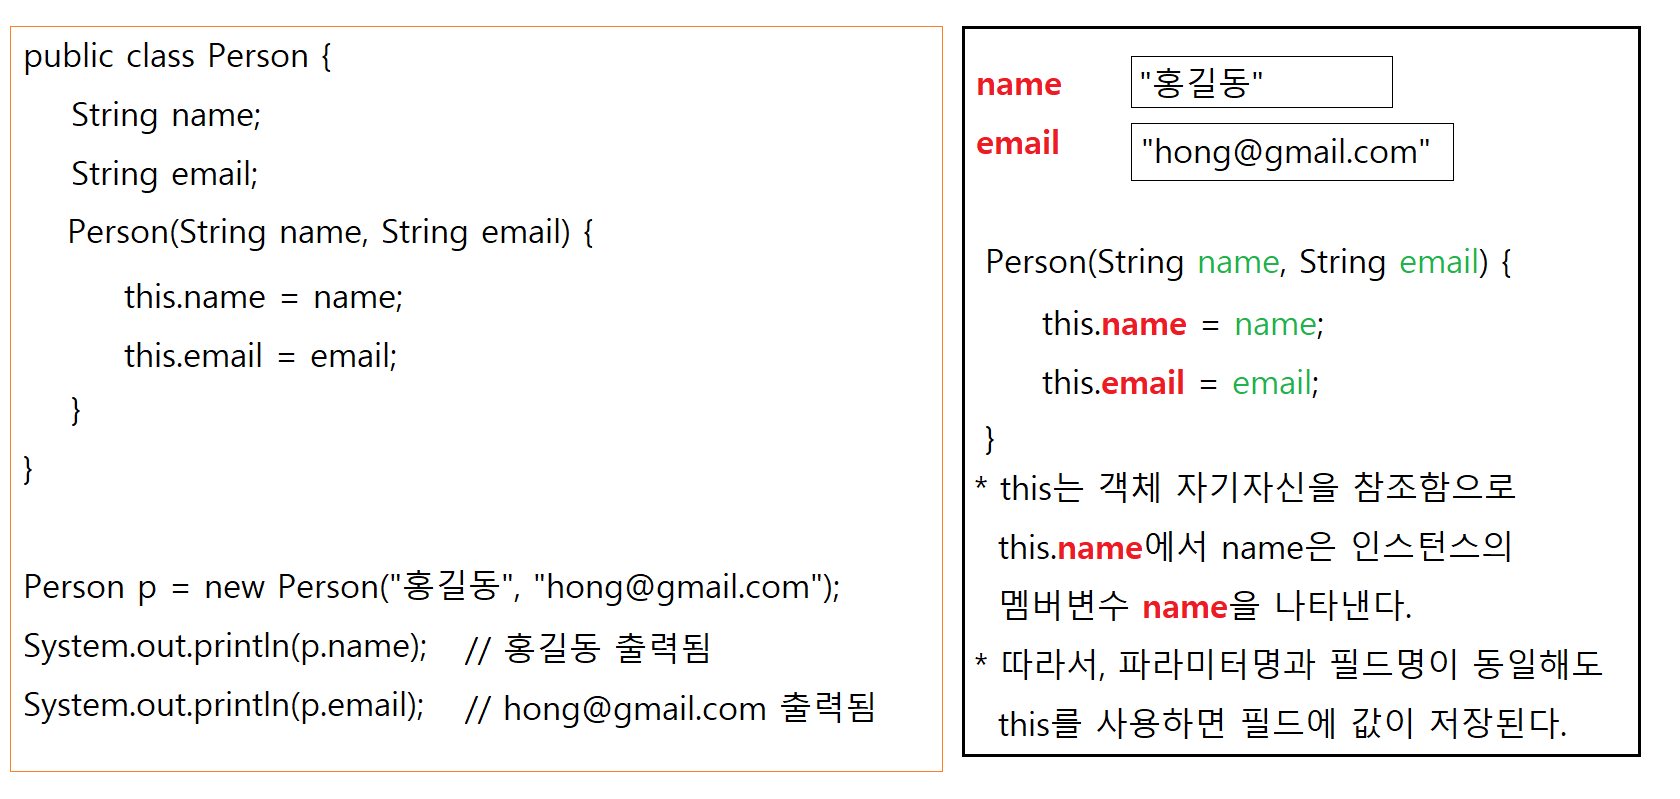 public class Person {
String name;
String email;
Person(String name, String email) {
this.name = name;
this.email = email;
}
}
Person p = new Person("홍길동", "hong@gmail.com");
System.out.println(p.name); // 홍길동 출력됨
System.out.println(p.email); // hong@gmail.com 출력됨
name "홍길동"
email "hong@gmail.com"
Person(String name, String email) {
this.name = name;
this.email = email;
}
* this는 객체 자기자신을 참조함으로
this.name에서 name은 인스턴스의
멤버변수 name을 나타낸다.
* 따라서, 파라미터명과 필드명이 동일해도
this를 사용하면 필드에 값이 저장된다.